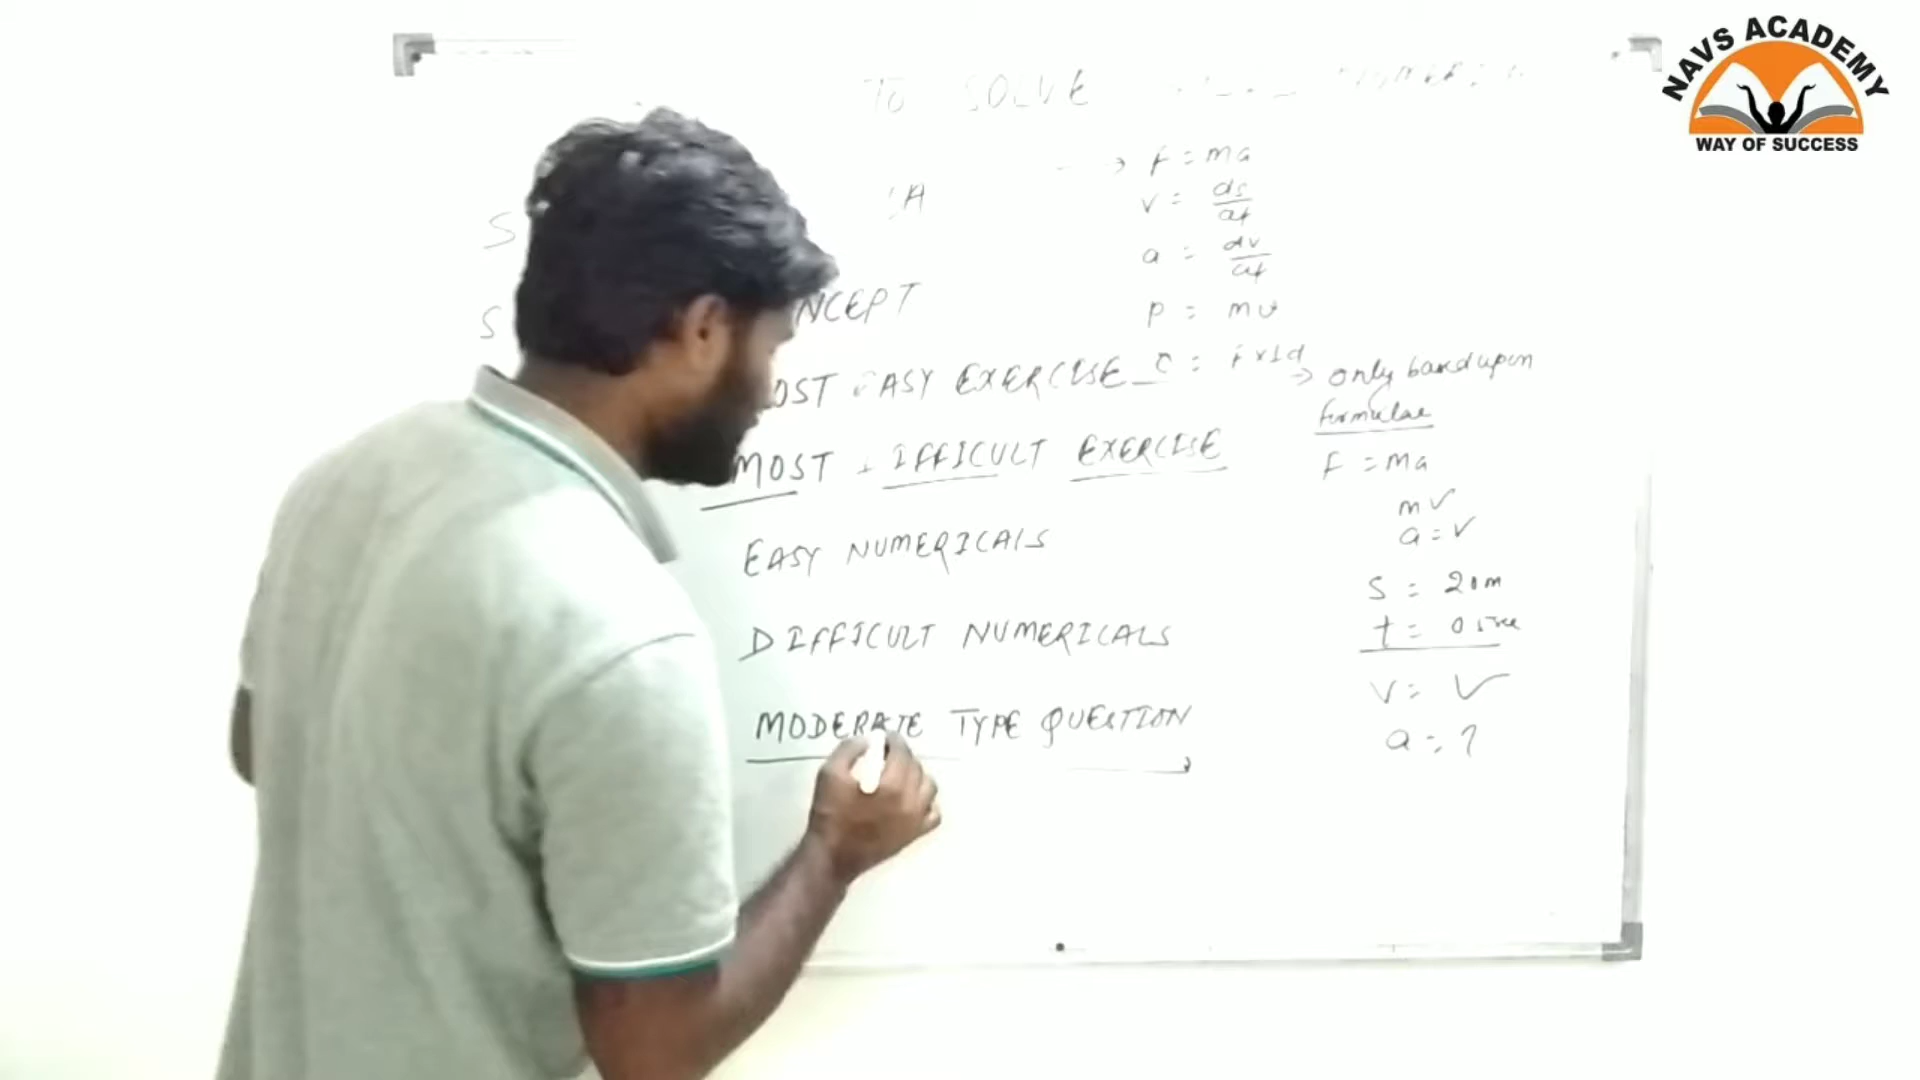 NAVS ACADEMY
WAY OF SUCCESS
TO SOLVE
F = ma
V = ds/dt
a = dv/dt
P = mv
NCEPT
OST EASY EXERCISE
only based upon
formulae
MOST DIFFICULT EXERCISE
F = ma
m ✓
a = ✓
EASY NUMERICALS
S = 20m
DIFFICULT NUMERICALS
t =
V = ✓
MODERATE TYPE QUESTION
a = ?